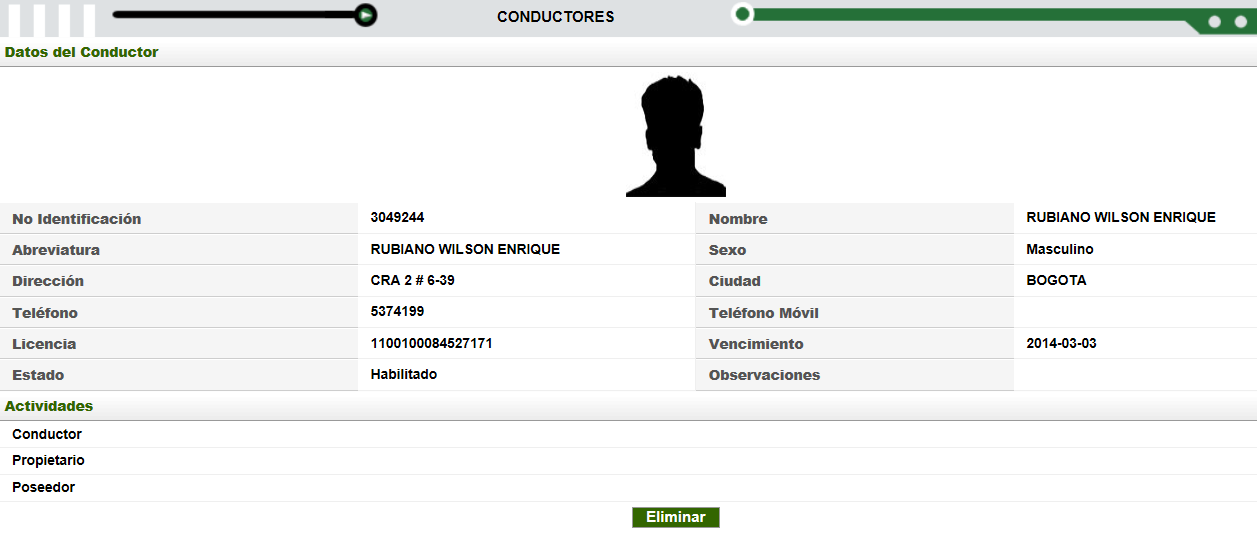 CONDUCTORES
Datos del Conductor
No Identificación 3049244 Nombre RUBIANO WILSON ENRIQUE
Abreviatura RUBIANO WILSON ENRIQUE Sexo Masculino
Dirección CRA 2 # 6-39 Ciudad BOGOTA
Teléfono 5374199 Teléfono Móvil
Licencia 1100100084527171 Vencimiento 2014-03-03
Estado Habilitado Observaciones
Actividades
Conductor
Propietario
Poseedor
Eliminar